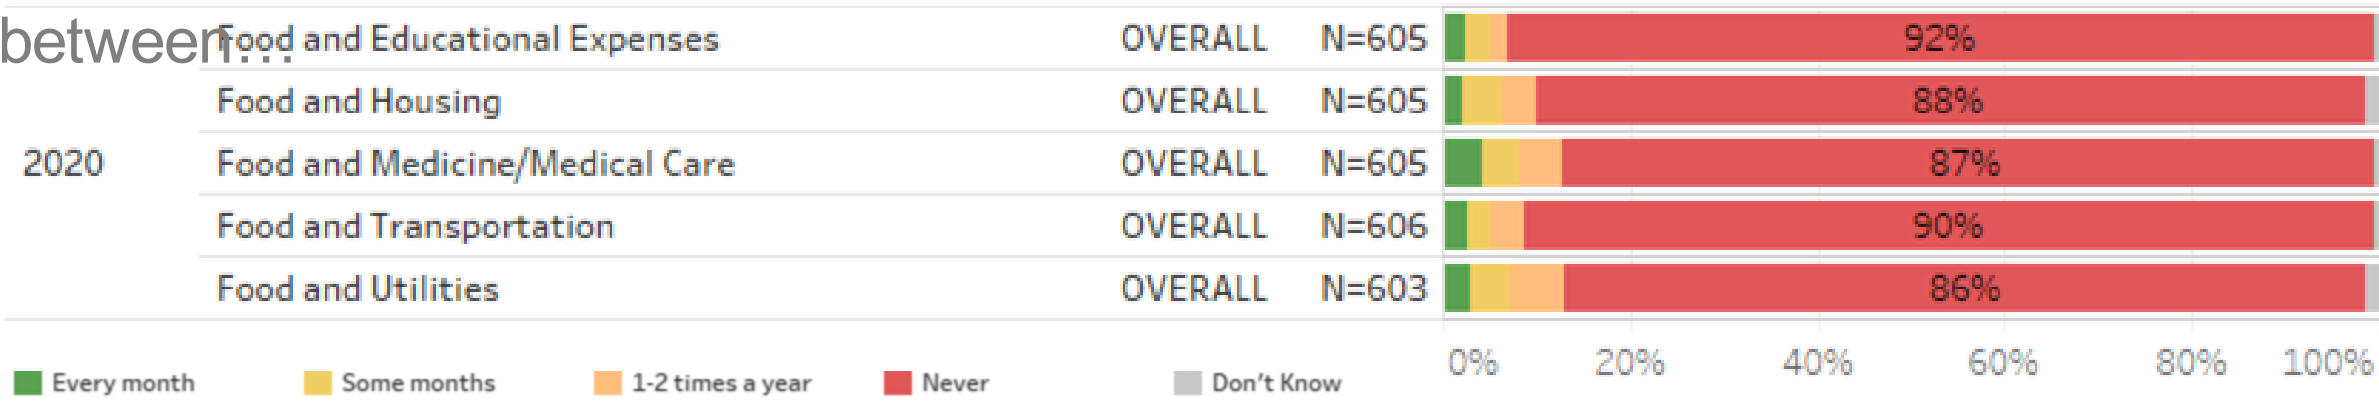 between...
Food and Educational Expenses OVERALL N=605 92%
Food and Housing OVERALL N=605 88%
2020 Food and Medicine/Medical Care OVERALL N=605 87%
Food and Transportation OVERALL N=606 90%
Food and Utilities OVERALL N=603 86%
0% 20% 40% 60% 80% 100%
Every month Some months 1-2 times a year Never Don't Know